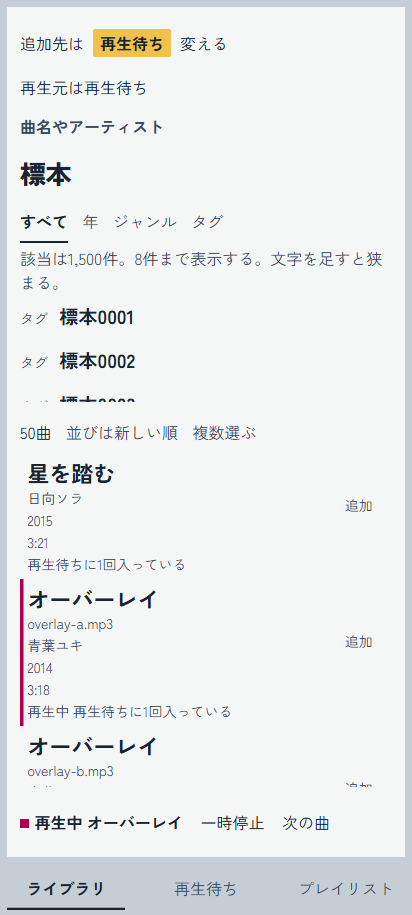 追加先は 再生待ち 変える
再生元は再生待ち
曲名やアーティスト
標本
すべて 年 ジャンル タグ
該当は1,500件。8件まで表示する。文字を足すと狭
まる。
タグ 標本0001
タグ 標本0002
50曲 並びは新しい順 複数選ぶ
星を踏む
日向ソラ
追加
2015
3:21
再生待ちに1回入っている
オーバーレイ
overlay-a.mp3
青葉ユキ
追加
2014
3:18
再生中 再生待ちに1回入っている
オーバーレイ
overlay-b.mp3
再生中 オーバーレイ 一時停止 次の曲
ライブラリ 再生待ち プレイリスト